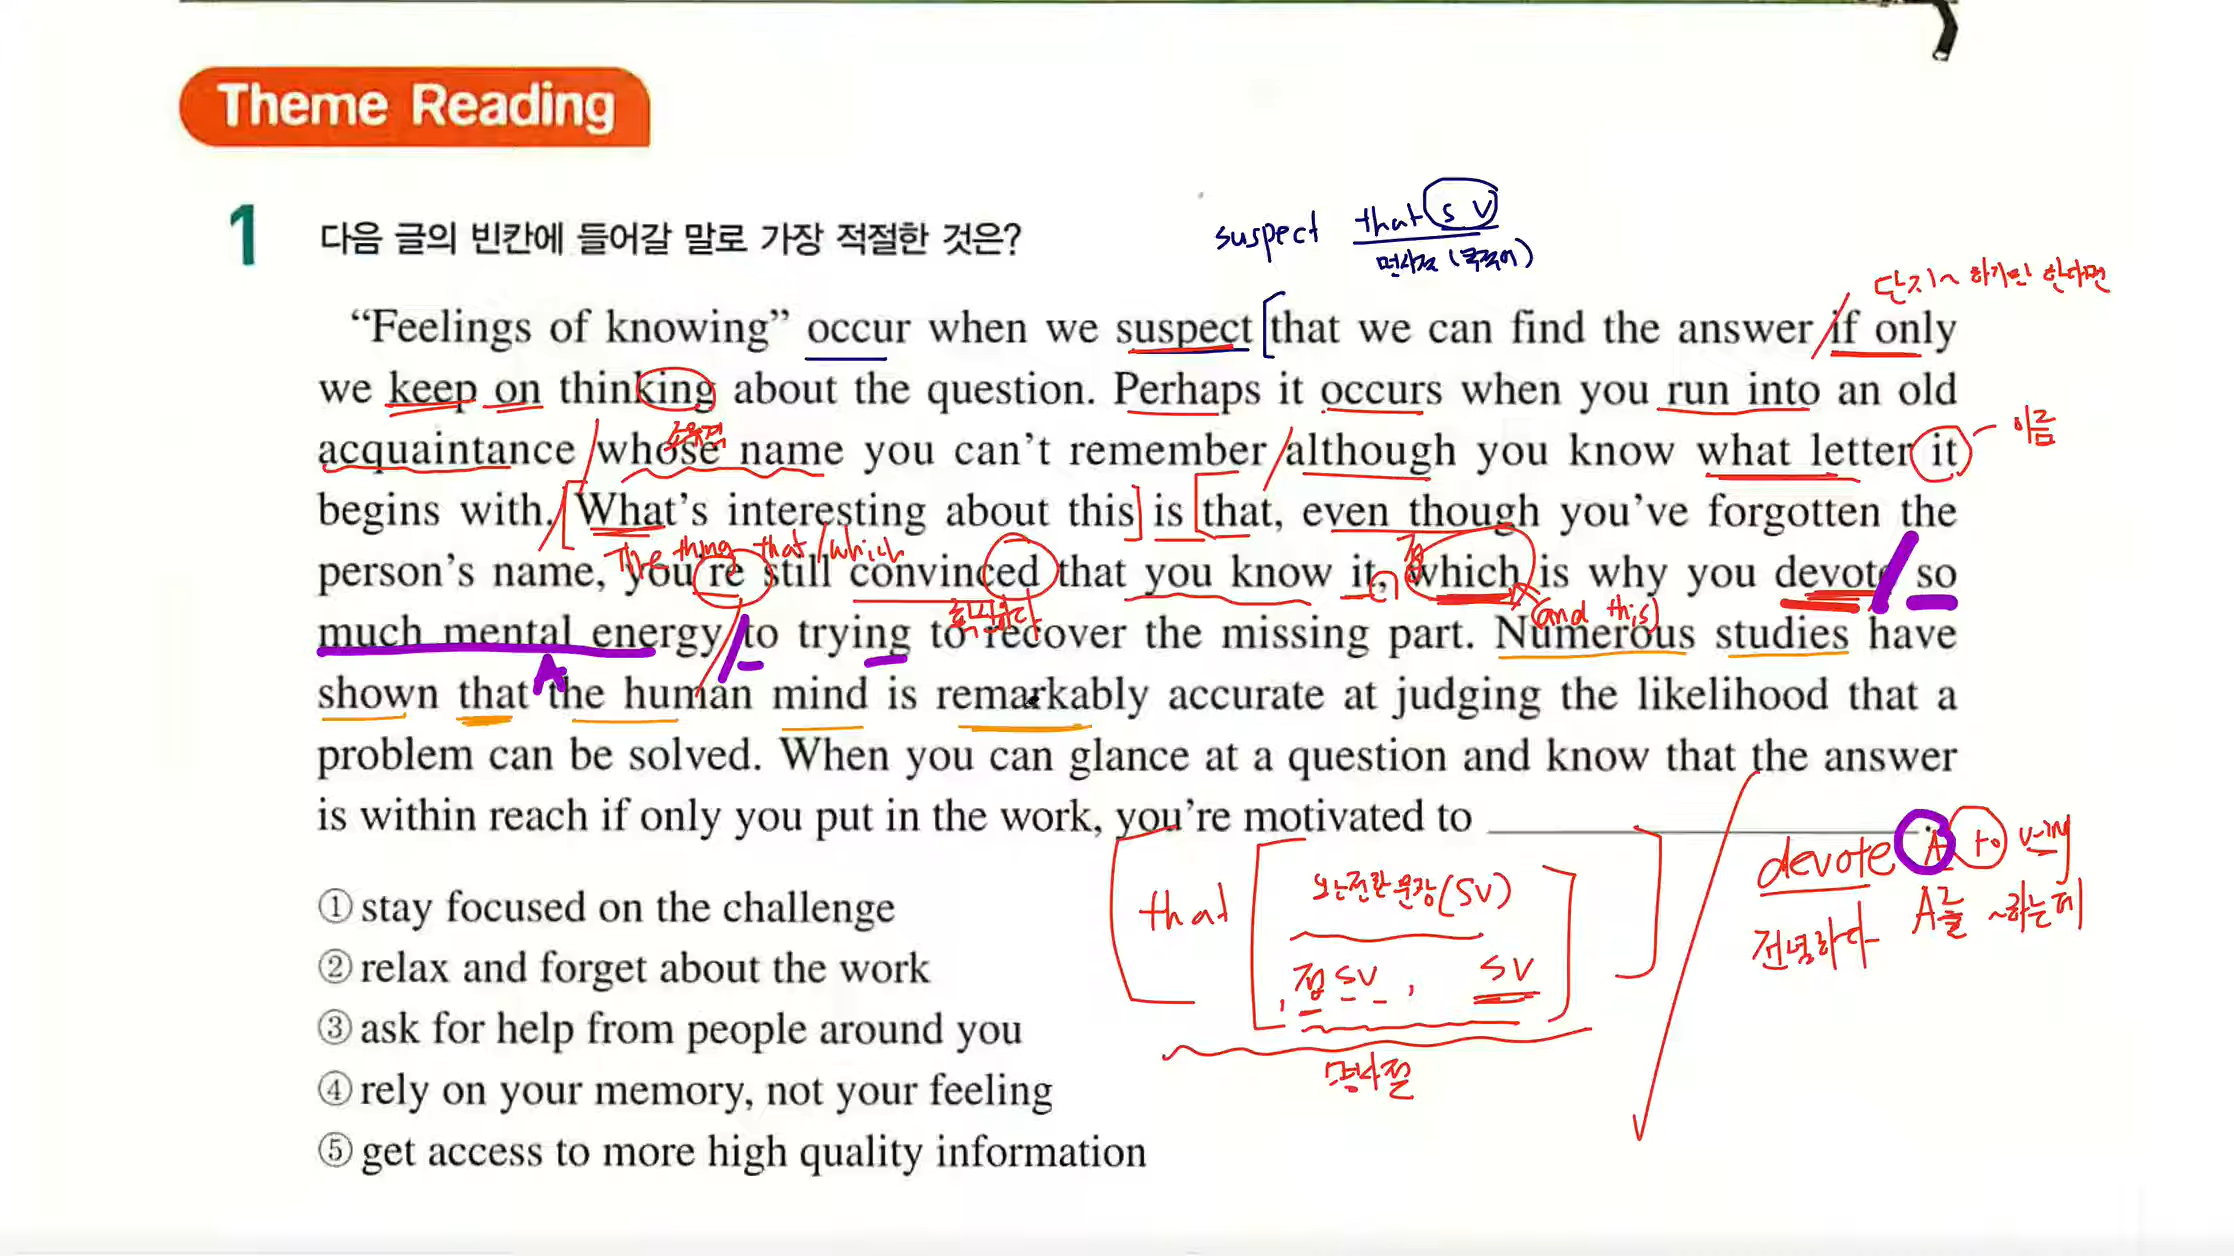 Theme Reading
1 다음 글의 빈칸에 들어갈 말로 가장 적절한 것은?
suspect that S V
명사절 (목적어)
단지~ 하기만 한다면
“Feelings of knowing” occur when we suspect that we can find the answer if only
we keep on thinking about the question. Perhaps it occurs when you run into an old
소유격
이름
acquaintance whose name you can’t remember although you know what letter it
begins with. What’s interesting about this is that, even though you’ve forgotten the
The thing that/which
person’s name, you’re still convinced that you know it, which is why you devote so
확신하다
(and this)
much mental energy to trying to recover the missing part. Numerous studies have
A
shown that the human mind is remarkably accurate at judging the likelihood that a
problem can be solved. When you can glance at a question and know that the answer
is within reach if only you put in the work, you’re motivated to
devote A to v-ing
전념하다 A를 ~하는데
that 완전한 문장(SV)
, 접 SV , SV
명사절
① stay focused on the challenge
② relax and forget about the work
③ ask for help from people around you
④ rely on your memory, not your feeling
⑤ get access to more high quality information